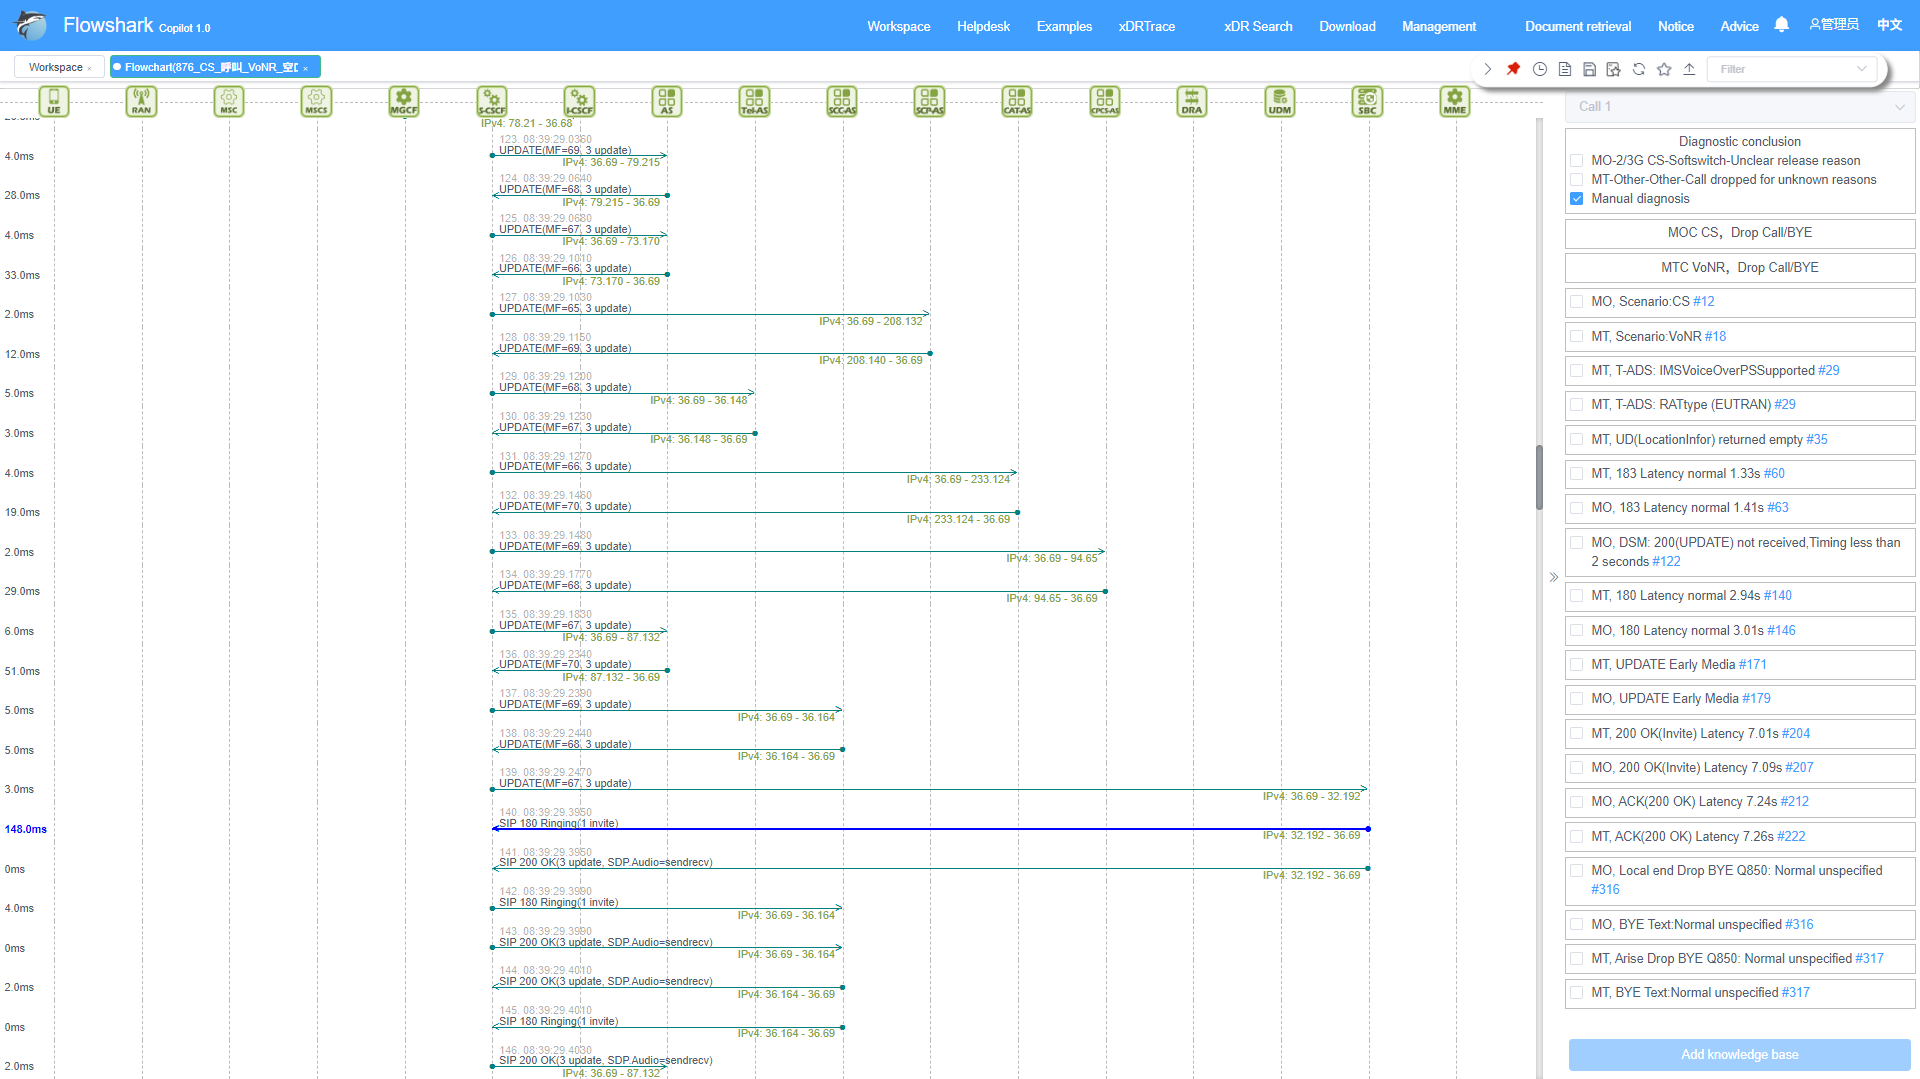 Flowshark Copilot 1.0
Workspace Helpdesk Examples xDRTrace xDR Search Download Management Document retrieval Notice Advice 管理员 中文
Workspace × Flowchart(876_CS_呼叫_VoNR_空口 ×
Filter
UE RAN MSC MSCS MGCF S-CSCF I-CSCF AS Tel-AS SCC-AS SCP-AS CAT-AS CPCS-AS DRA UDM SBC MME
IPv4: 78.21 - 36.68
123. 08:39:29.0360
4.0ms UPDATE(MF=69, 3 update)
IPv4: 36.69 - 79.215
124. 08:39:29.0640
28.0ms UPDATE(MF=68, 3 update)
IPv4: 79.215 - 36.69
125. 08:39:29.0680
4.0ms UPDATE(MF=67, 3 update)
IPv4: 36.69 - 73.170
126. 08:39:29.1010
33.0ms UPDATE(MF=66, 3 update)
IPv4: 73.170 - 36.69
127. 08:39:29.1030
2.0ms UPDATE(MF=65, 3 update)
IPv4: 36.69 - 208.132
128. 08:39:29.1150
12.0ms UPDATE(MF=69, 3 update)
IPv4: 208.140 - 36.69
129. 08:39:29.1200
5.0ms UPDATE(MF=68, 3 update)
IPv4: 36.69 - 36.148
130. 08:39:29.1230
3.0ms UPDATE(MF=67, 3 update)
IPv4: 36.148 - 36.69
131. 08:39:29.1270
4.0ms UPDATE(MF=66, 3 update)
IPv4: 36.69 - 233.124
132. 08:39:29.1460
19.0ms UPDATE(MF=70, 3 update)
IPv4: 233.124 - 36.69
133. 08:39:29.1480
2.0ms UPDATE(MF=69, 3 update)
IPv4: 36.69 - 94.65
134. 08:39:29.1770
29.0ms UPDATE(MF=68, 3 update)
IPv4: 94.65 - 36.69
135. 08:39:29.1830
6.0ms UPDATE(MF=67, 3 update)
IPv4: 36.69 - 87.132
136. 08:39:29.2340
51.0ms UPDATE(MF=70, 3 update)
IPv4: 87.132 - 36.69
137. 08:39:29.2390
5.0ms UPDATE(MF=69, 3 update)
IPv4: 36.69 - 36.164
138. 08:39:29.2440
5.0ms UPDATE(MF=68, 3 update)
IPv4: 36.164 - 36.69
139. 08:39:29.2470
3.0ms UPDATE(MF=67, 3 update)
IPv4: 36.69 - 32.192
140. 08:39:29.3950
148.0ms SIP 180 Ringing(1 invite)
IPv4: 32.192 - 36.69
141. 08:39:29.3950
0ms SIP 200 OK(3 update, SDP.Audio=sendrecv)
IPv4: 32.192 - 36.69
142. 08:39:29.3990
4.0ms SIP 180 Ringing(1 invite)
IPv4: 36.69 - 36.164
143. 08:39:29.3990
0ms SIP 200 OK(3 update, SDP.Audio=sendrecv)
IPv4: 36.69 - 36.164
144. 08:39:29.4010
2.0ms SIP 200 OK(3 update, SDP.Audio=sendrecv)
IPv4: 36.164 - 36.69
145. 08:39:29.4010
0ms SIP 180 Ringing(1 invite)
IPv4: 36.164 - 36.69
146. 08:39:29.4030
2.0ms SIP 200 OK(3 update, SDP.Audio=sendrecv)
IPv4: 36.69 - 87.132
Call 1
Diagnostic conclusion
MO-2/3G CS-Softswitch-Unclear release reason
MT-Other-Other-Call dropped for unknown reasons
Manual diagnosis
MOC CS，Drop Call/BYE
MTC VoNR，Drop Call/BYE
MO, Scenario:CS #12
MT, Scenario:VoNR #18
MT, T-ADS: IMSVoiceOverPSSupported #29
MT, T-ADS: RATtype (EUTRAN) #29
MT, UD(LocationInfor) returned empty #35
MT, 183 Latency normal 1.33s #60
MO, 183 Latency normal 1.41s #63
MO, DSM: 200(UPDATE) not received,Timing less than
2 seconds #122
MT, 180 Latency normal 2.94s #140
MO, 180 Latency normal 3.01s #146
MT, UPDATE Early Media #171
MO, UPDATE Early Media #179
MT, 200 OK(Invite) Latency 7.01s #204
MO, 200 OK(Invite) Latency 7.09s #207
MO, ACK(200 OK) Latency 7.24s #212
MT, ACK(200 OK) Latency 7.26s #222
MO, Local end Drop BYE Q850: Normal unspecified
#316
MO, BYE Text:Normal unspecified #316
MT, Arise Drop BYE Q850: Normal unspecified #317
MT, BYE Text:Normal unspecified #317
Add knowledge base